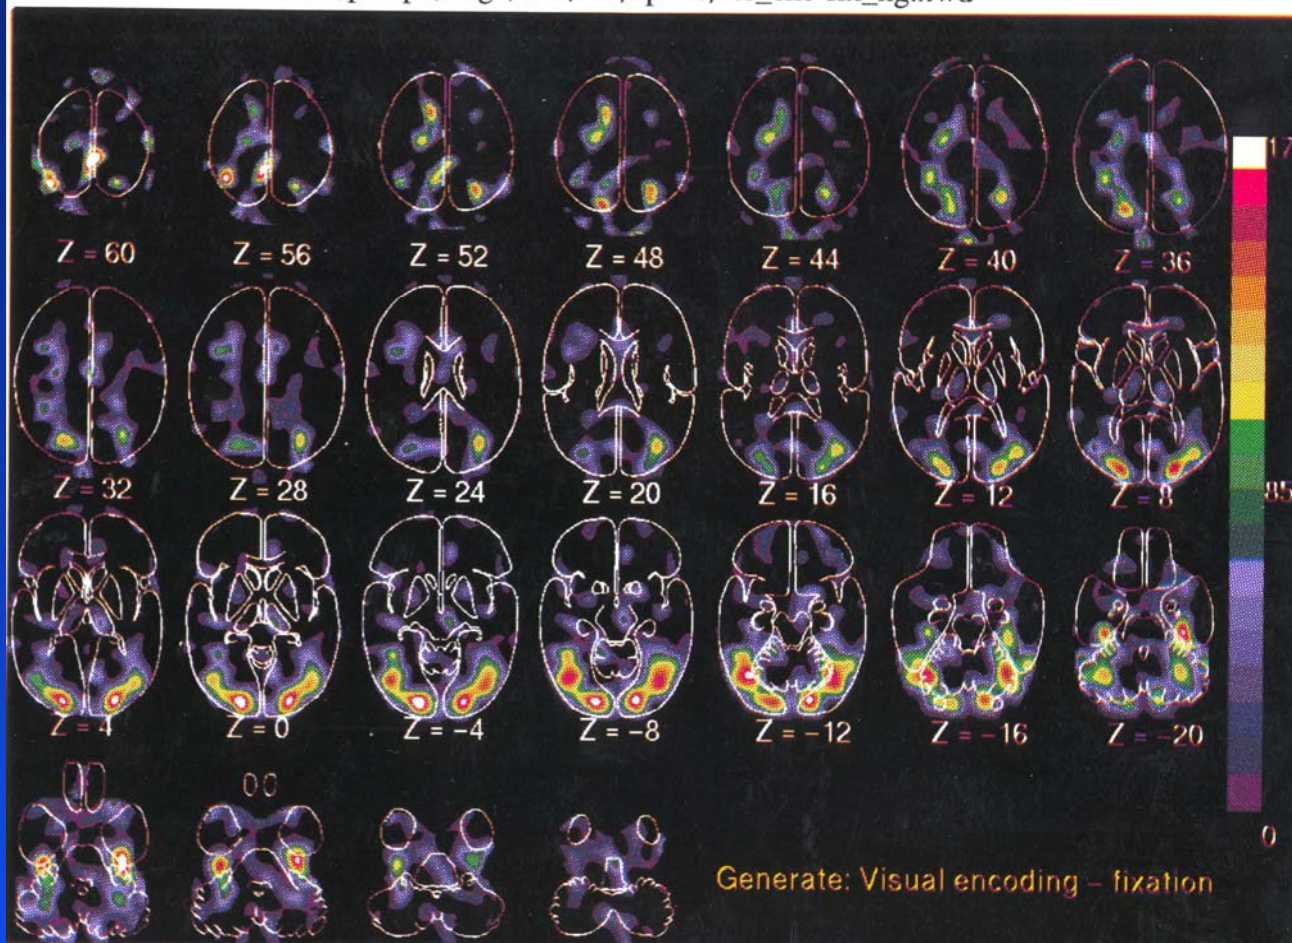 Z = 60 Z = 56 Z = 52 Z = 48 Z = 44 Z = 40 Z = 36
17
Z = 32 Z = 28 Z = 24 Z = 20 Z = 16 Z = 12 Z = 8
85
Z = 4 Z = 0 Z = -4 Z = -8 Z = -12 Z = -16 Z = -20
0
Generate: Visual encoding – fixation